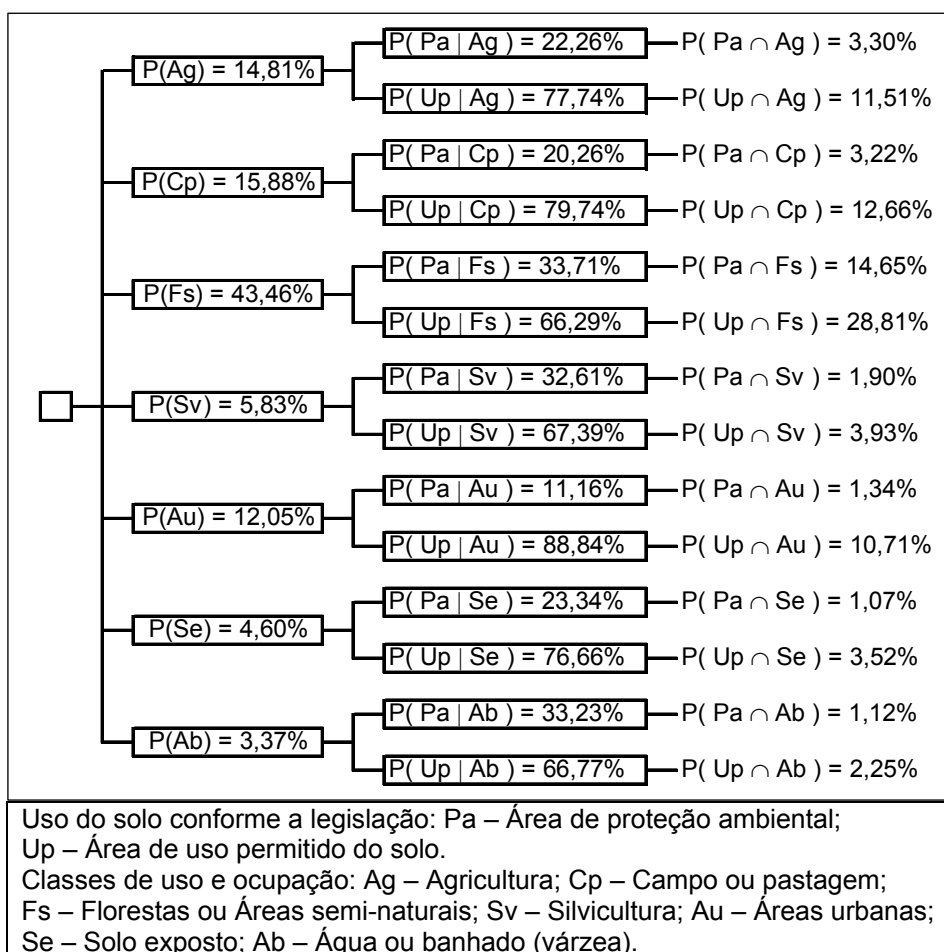 P( Pa | Ag ) = 22,26% P( Pa ∩ Ag ) = 3,30%
P(Ag) = 14,81%
P( Up | Ag ) = 77,74% P( Up ∩ Ag ) = 11,51%
P( Pa | Cp ) = 20,26% P( Pa ∩ Cp ) = 3,22%
P(Cp) = 15,88%
P( Up | Cp ) = 79,74% P( Up ∩ Cp ) = 12,66%
P( Pa | Fs ) = 33,71% P( Pa ∩ Fs ) = 14,65%
P(Fs) = 43,46%
P( Up | Fs ) = 66,29% P( Up ∩ Fs ) = 28,81%
P( Pa | Sv ) = 32,61% P( Pa ∩ Sv ) = 1,90%
P(Sv) = 5,83%
P( Up | Sv ) = 67,39% P( Up ∩ Sv ) = 3,93%
P( Pa | Au ) = 11,16% P( Pa ∩ Au ) = 1,34%
P(Au) = 12,05%
P( Up | Au ) = 88,84% P( Up ∩ Au ) = 10,71%
P( Pa | Se ) = 23,34% P( Pa ∩ Se ) = 1,07%
P(Se) = 4,60%
P( Up | Se ) = 76,66% P( Up ∩ Se ) = 3,52%
P( Pa | Ab ) = 33,23% P( Pa ∩ Ab ) = 1,12%
P(Ab) = 3,37%
P( Up | Ab ) = 66,77% P( Up ∩ Ab ) = 2,25%
Uso do solo conforme a legislação: Pa – Área de proteção ambiental;
Up – Área de uso permitido do solo.
Classes de uso e ocupação: Ag – Agricultura; Cp – Campo ou pastagem;
Fs – Florestas ou Áreas semi-naturais; Sv – Silvicultura; Au – Áreas urbanas;
Se – Solo exposto; Ab – Água ou banhado (várzea).